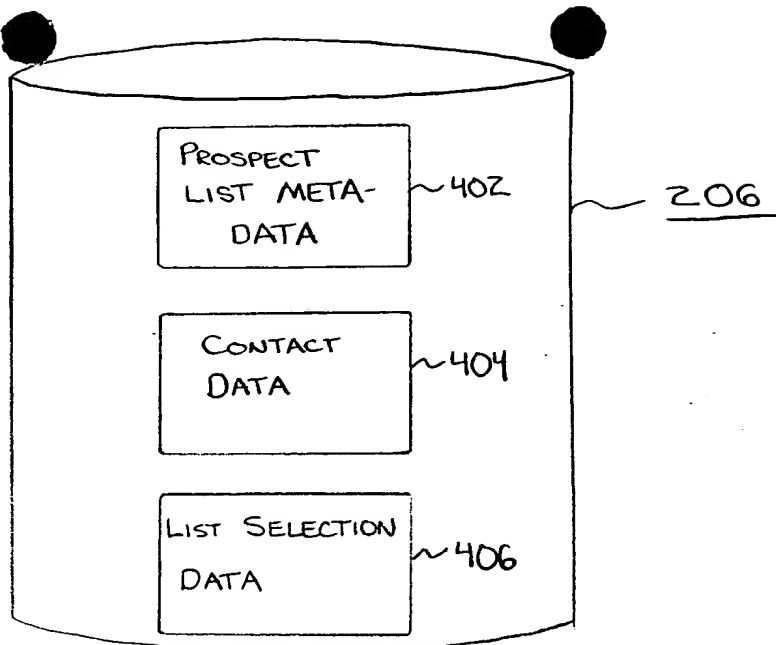 PROSPECT
LIST META-
DATA
402
206
CONTACT
DATA
404
LIST SELECTION
DATA
406